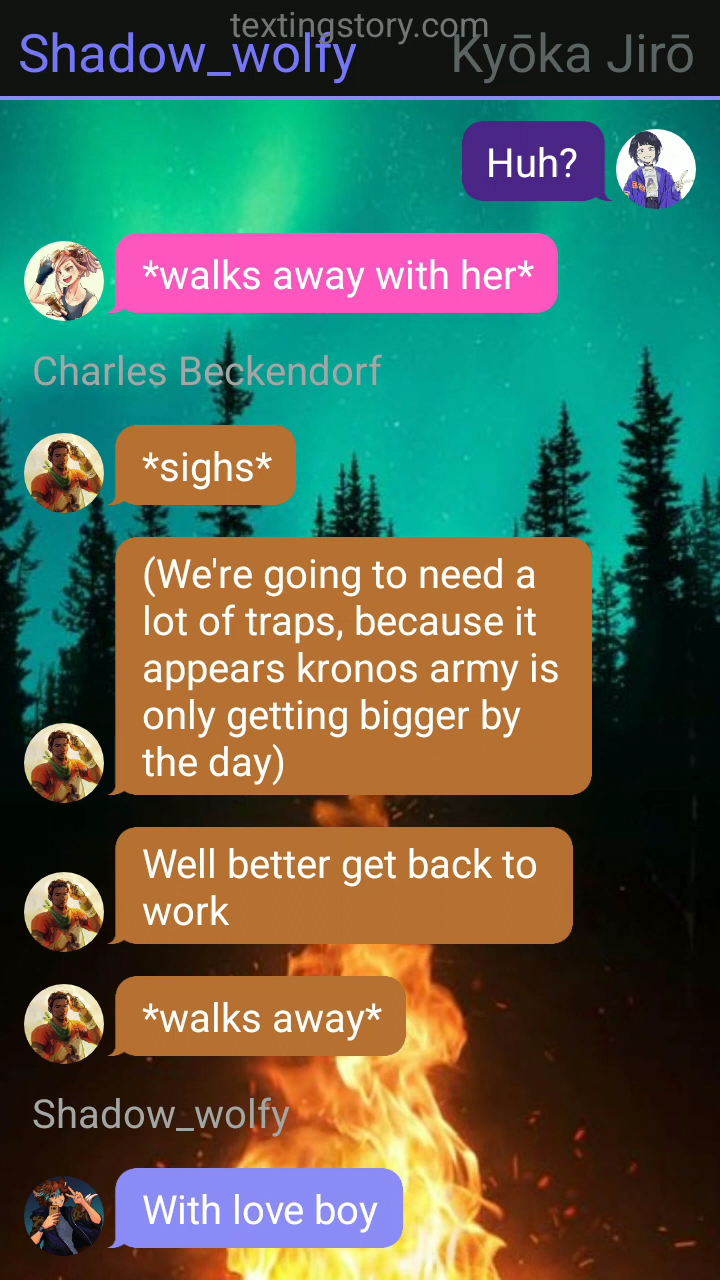 textingstory.com
Shadow_wolfy
Kyōka Jirō
Huh?
*walks away with her*
Charles Beckendorf
*sighs*
(We're going to need a
lot of traps, because it
appears kronos army is
only getting bigger by
the day)
Well better get back to
work
*walks away*
Shadow_wolfy
With love boy